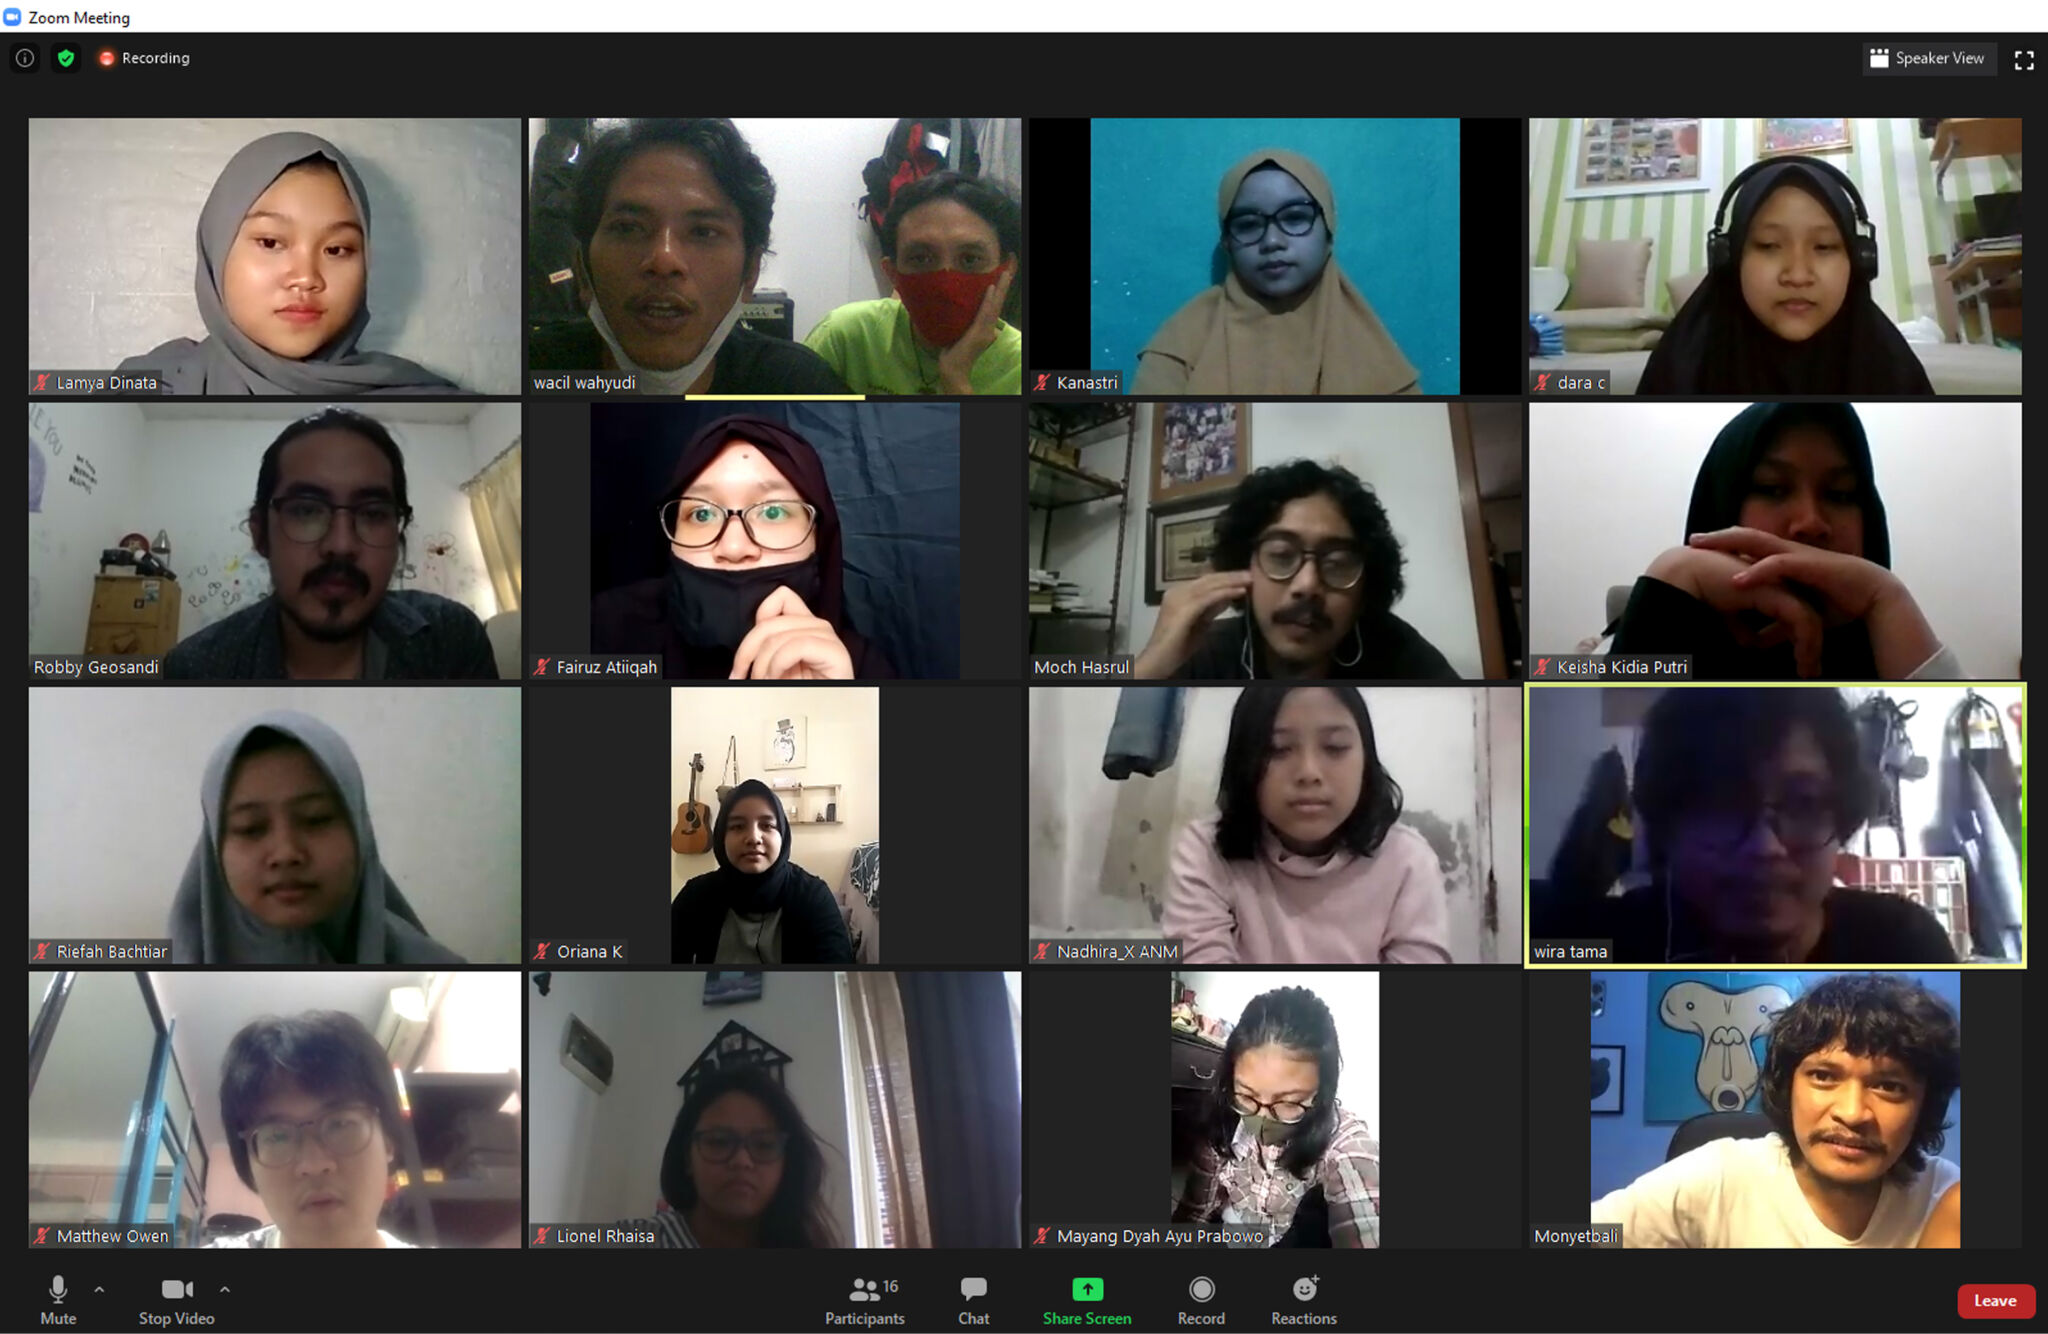 Zoom Meeting
Recording
Speaker View
Lamya Dinata
wacil wahyudi
Kanastri
dara c
Robby Geosandi
Fairuz Atiiqah
Moch Hasrul
Keisha Kidia Putri
Riefah Bachtiar
Oriana K
Nadhira_X ANM
wira tama
Matthew Owen
Lionel Rhaisa
Mayang Dyah Ayu Prabowo
Monyetbali
Mute
Stop Video
Participants
16
Chat
Share Screen
Record
Reactions
Leave